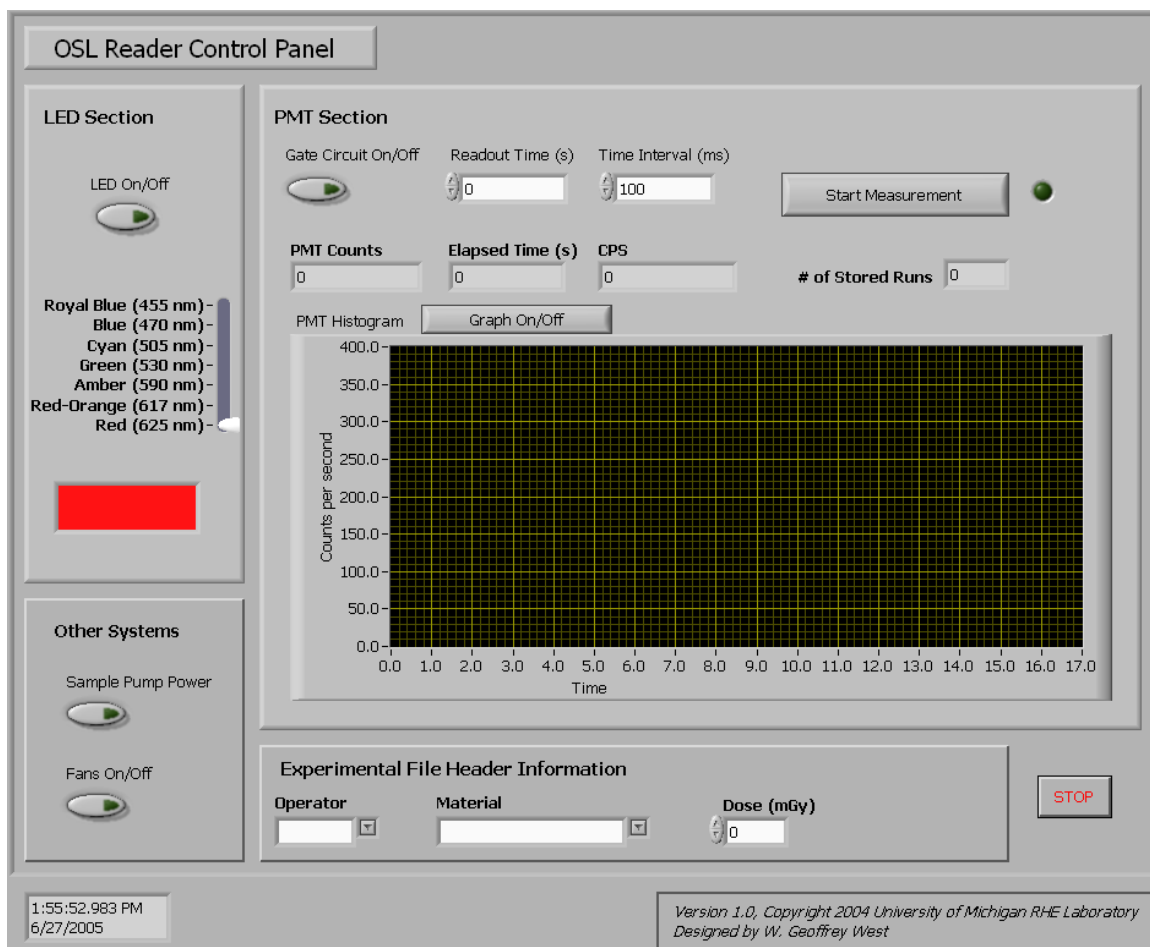 OSL Reader Control Panel
LED Section
LED On/Off
Royal Blue (455 nm)
Blue (470 nm)
Cyan (505 nm)
Green (530 nm)
Amber (590 nm)
Red-Orange (617 nm)
Red (625 nm)
Other Systems
Sample Pump Power
Fans On/Off
PMT Section
Gate Circuit On/Off Readout Time (s) Time Interval (ms)
0 100 Start Measurement
PMT Counts Elapsed Time (s) CPS
0 0 0 # of Stored Runs 0
PMT Histogram Graph On/Off
400.0
350.0
300.0
250.0
200.0
150.0
100.0
50.0
0.0
Counts per second
0.0 1.0 2.0 3.0 4.0 5.0 6.0 7.0 8.0 9.0 10.0 11.0 12.0 13.0 14.0 15.0 16.0 17.0
Time
Experimental File Header Information
Operator Material Dose (mGy)
0
STOP
1:55:52.983 PM
6/27/2005
Version 1.0, Copyright 2004 University of Michigan RHE Laboratory
Designed by W. Geoffrey West